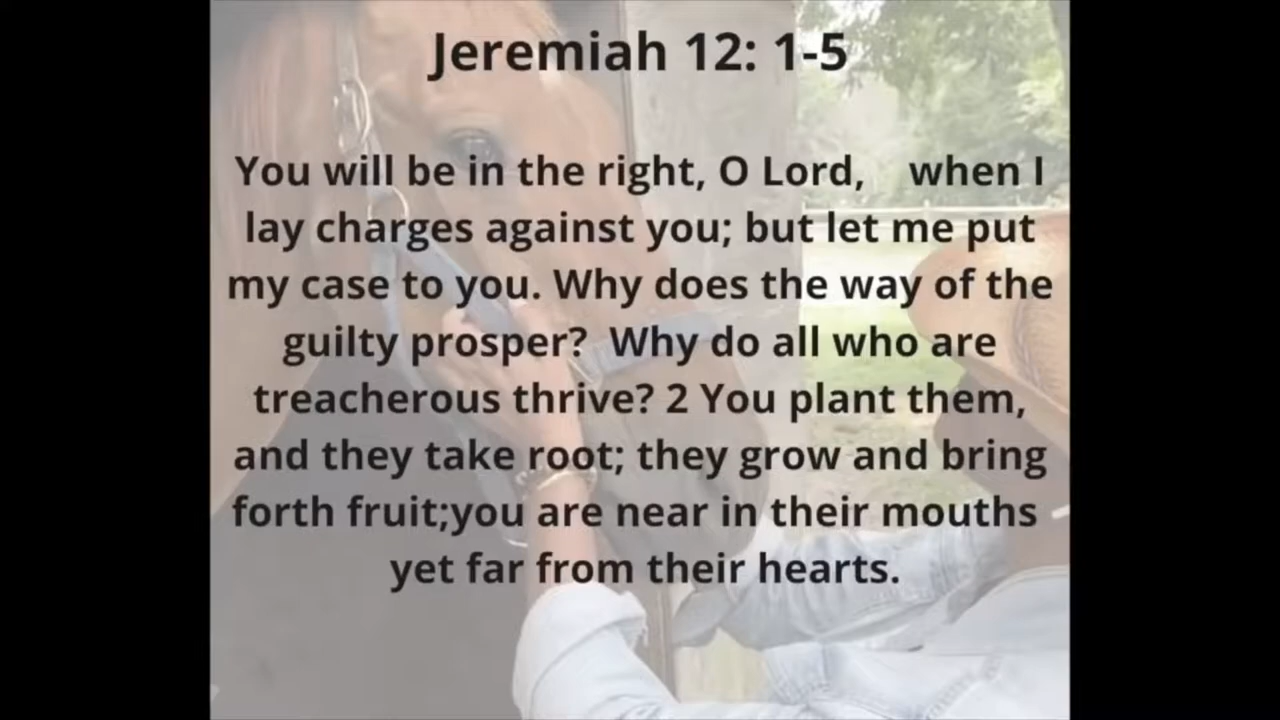 Jeremiah 12: 1-5
You will be in the right, O Lord, when I
lay charges against you; but let me put
my case to you. Why does the way of the
guilty prosper? Why do all who are
treacherous thrive? 2 You plant them,
and they take root; they grow and bring
forth fruit;you are near in their mouths
yet far from their hearts.